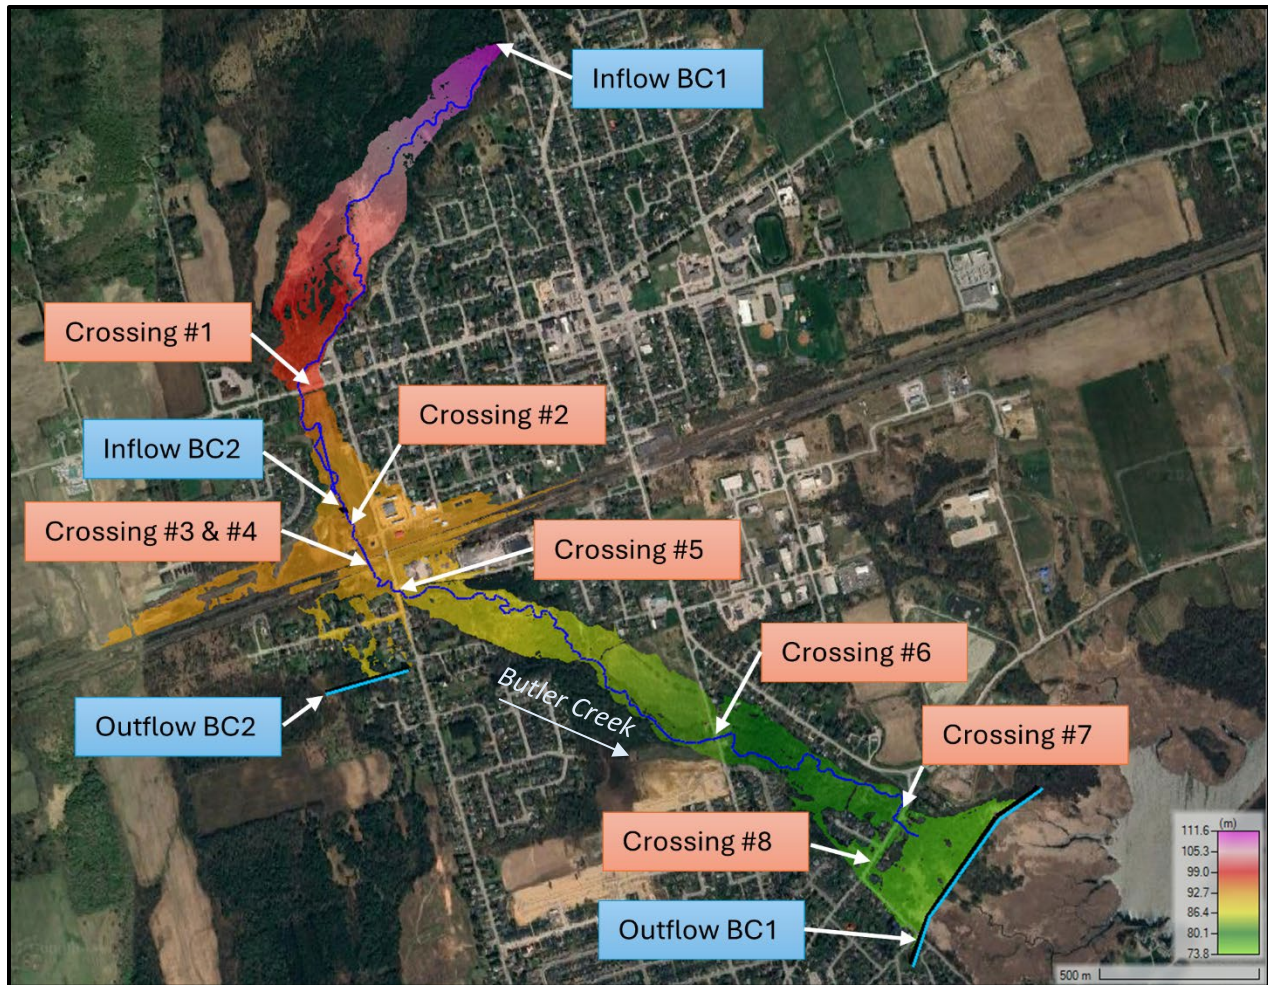 Inflow BC1
Crossing #1
Crossing #2
Inflow BC2
Crossing #3 & #4
Crossing #5
Crossing #6
Butler Creek
Outflow BC2
Crossing #7
Crossing #8
Outflow BC1
(m)
111.6
105.3
99.0
92.7
86.4
80.1
73.8
500 m